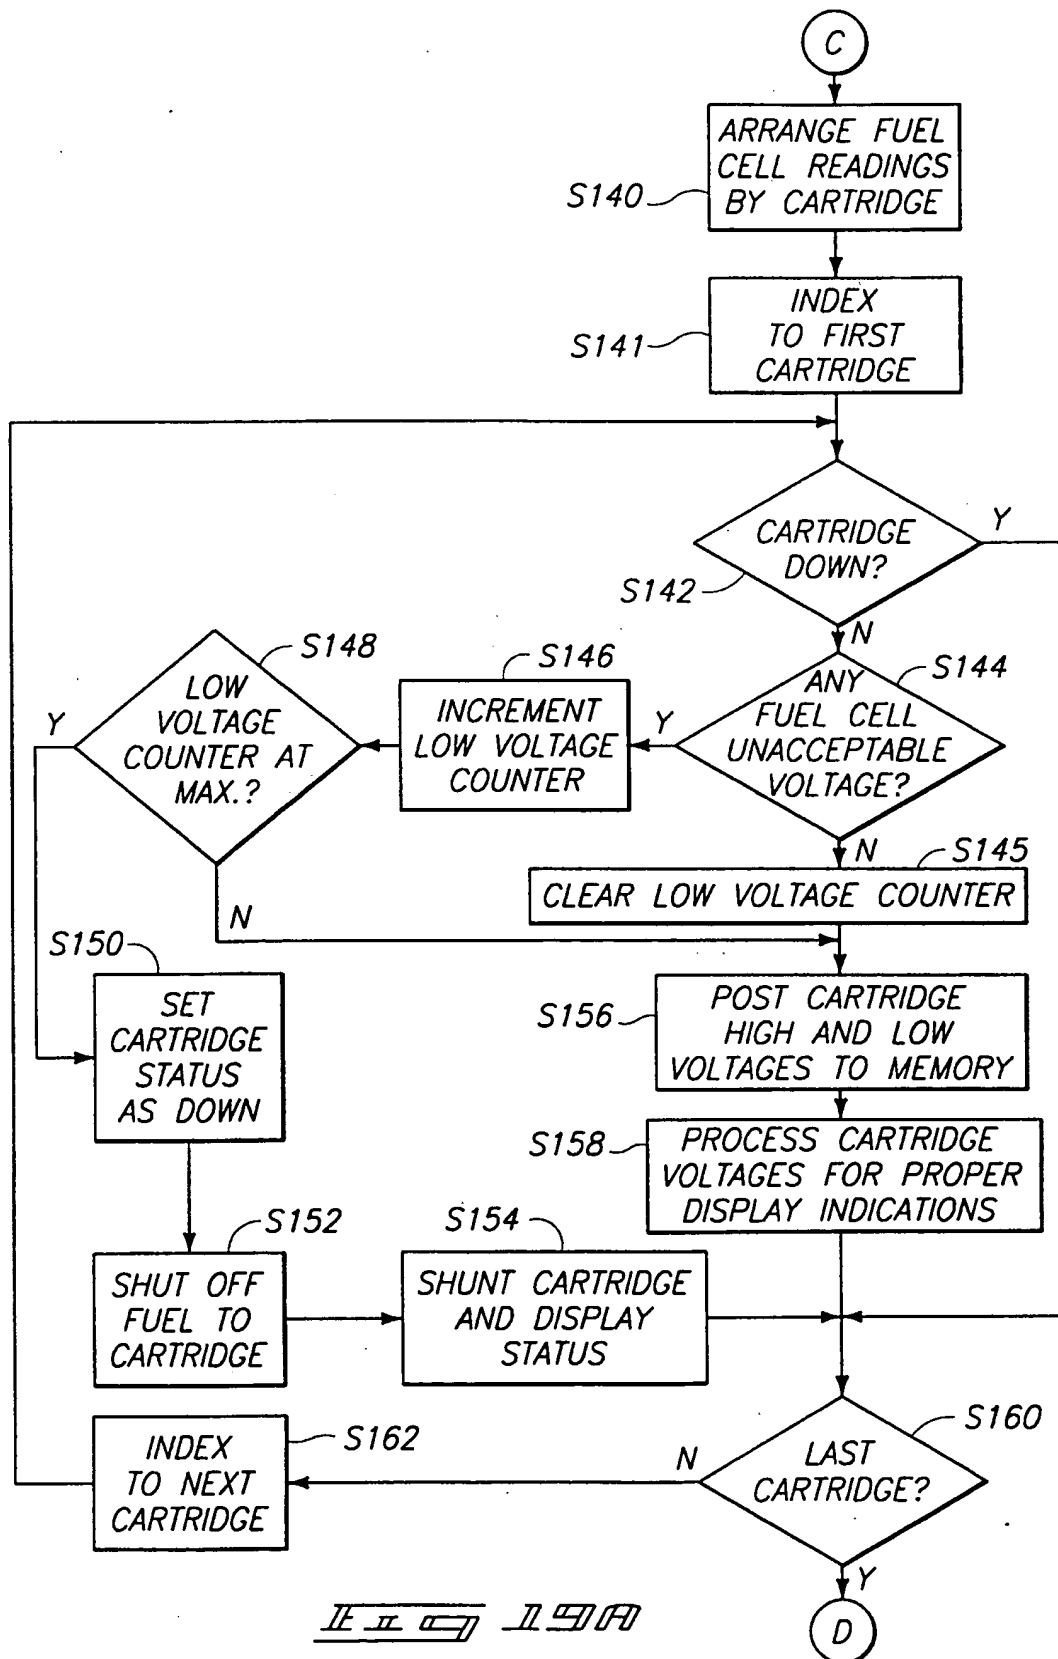 C
ARRANGE FUEL
CELL READINGS
BY CARTRIDGE
S140
INDEX
TO FIRST
CARTRIDGE
S141
CARTRIDGE
DOWN?
Y
S142
N
ANY
FUEL CELL
UNACCEPTABLE
VOLTAGE?
S144
Y
N
S146
INCREMENT
LOW VOLTAGE
COUNTER
S148
LOW
VOLTAGE
COUNTER AT
MAX.?
Y
N
S145
CLEAR LOW VOLTAGE COUNTER
S150
SET
CARTRIDGE
STATUS
AS DOWN
S156
POST CARTRIDGE
HIGH AND LOW
VOLTAGES TO MEMORY
S158
PROCESS CARTRIDGE
VOLTAGES FOR PROPER
DISPLAY INDICATIONS
S152
SHUT OFF
FUEL TO
CARTRIDGE
S154
SHUNT CARTRIDGE
AND DISPLAY
STATUS
S160
LAST
CARTRIDGE?
N
S162
INDEX
TO NEXT
CARTRIDGE
Y
D
FIG 19A